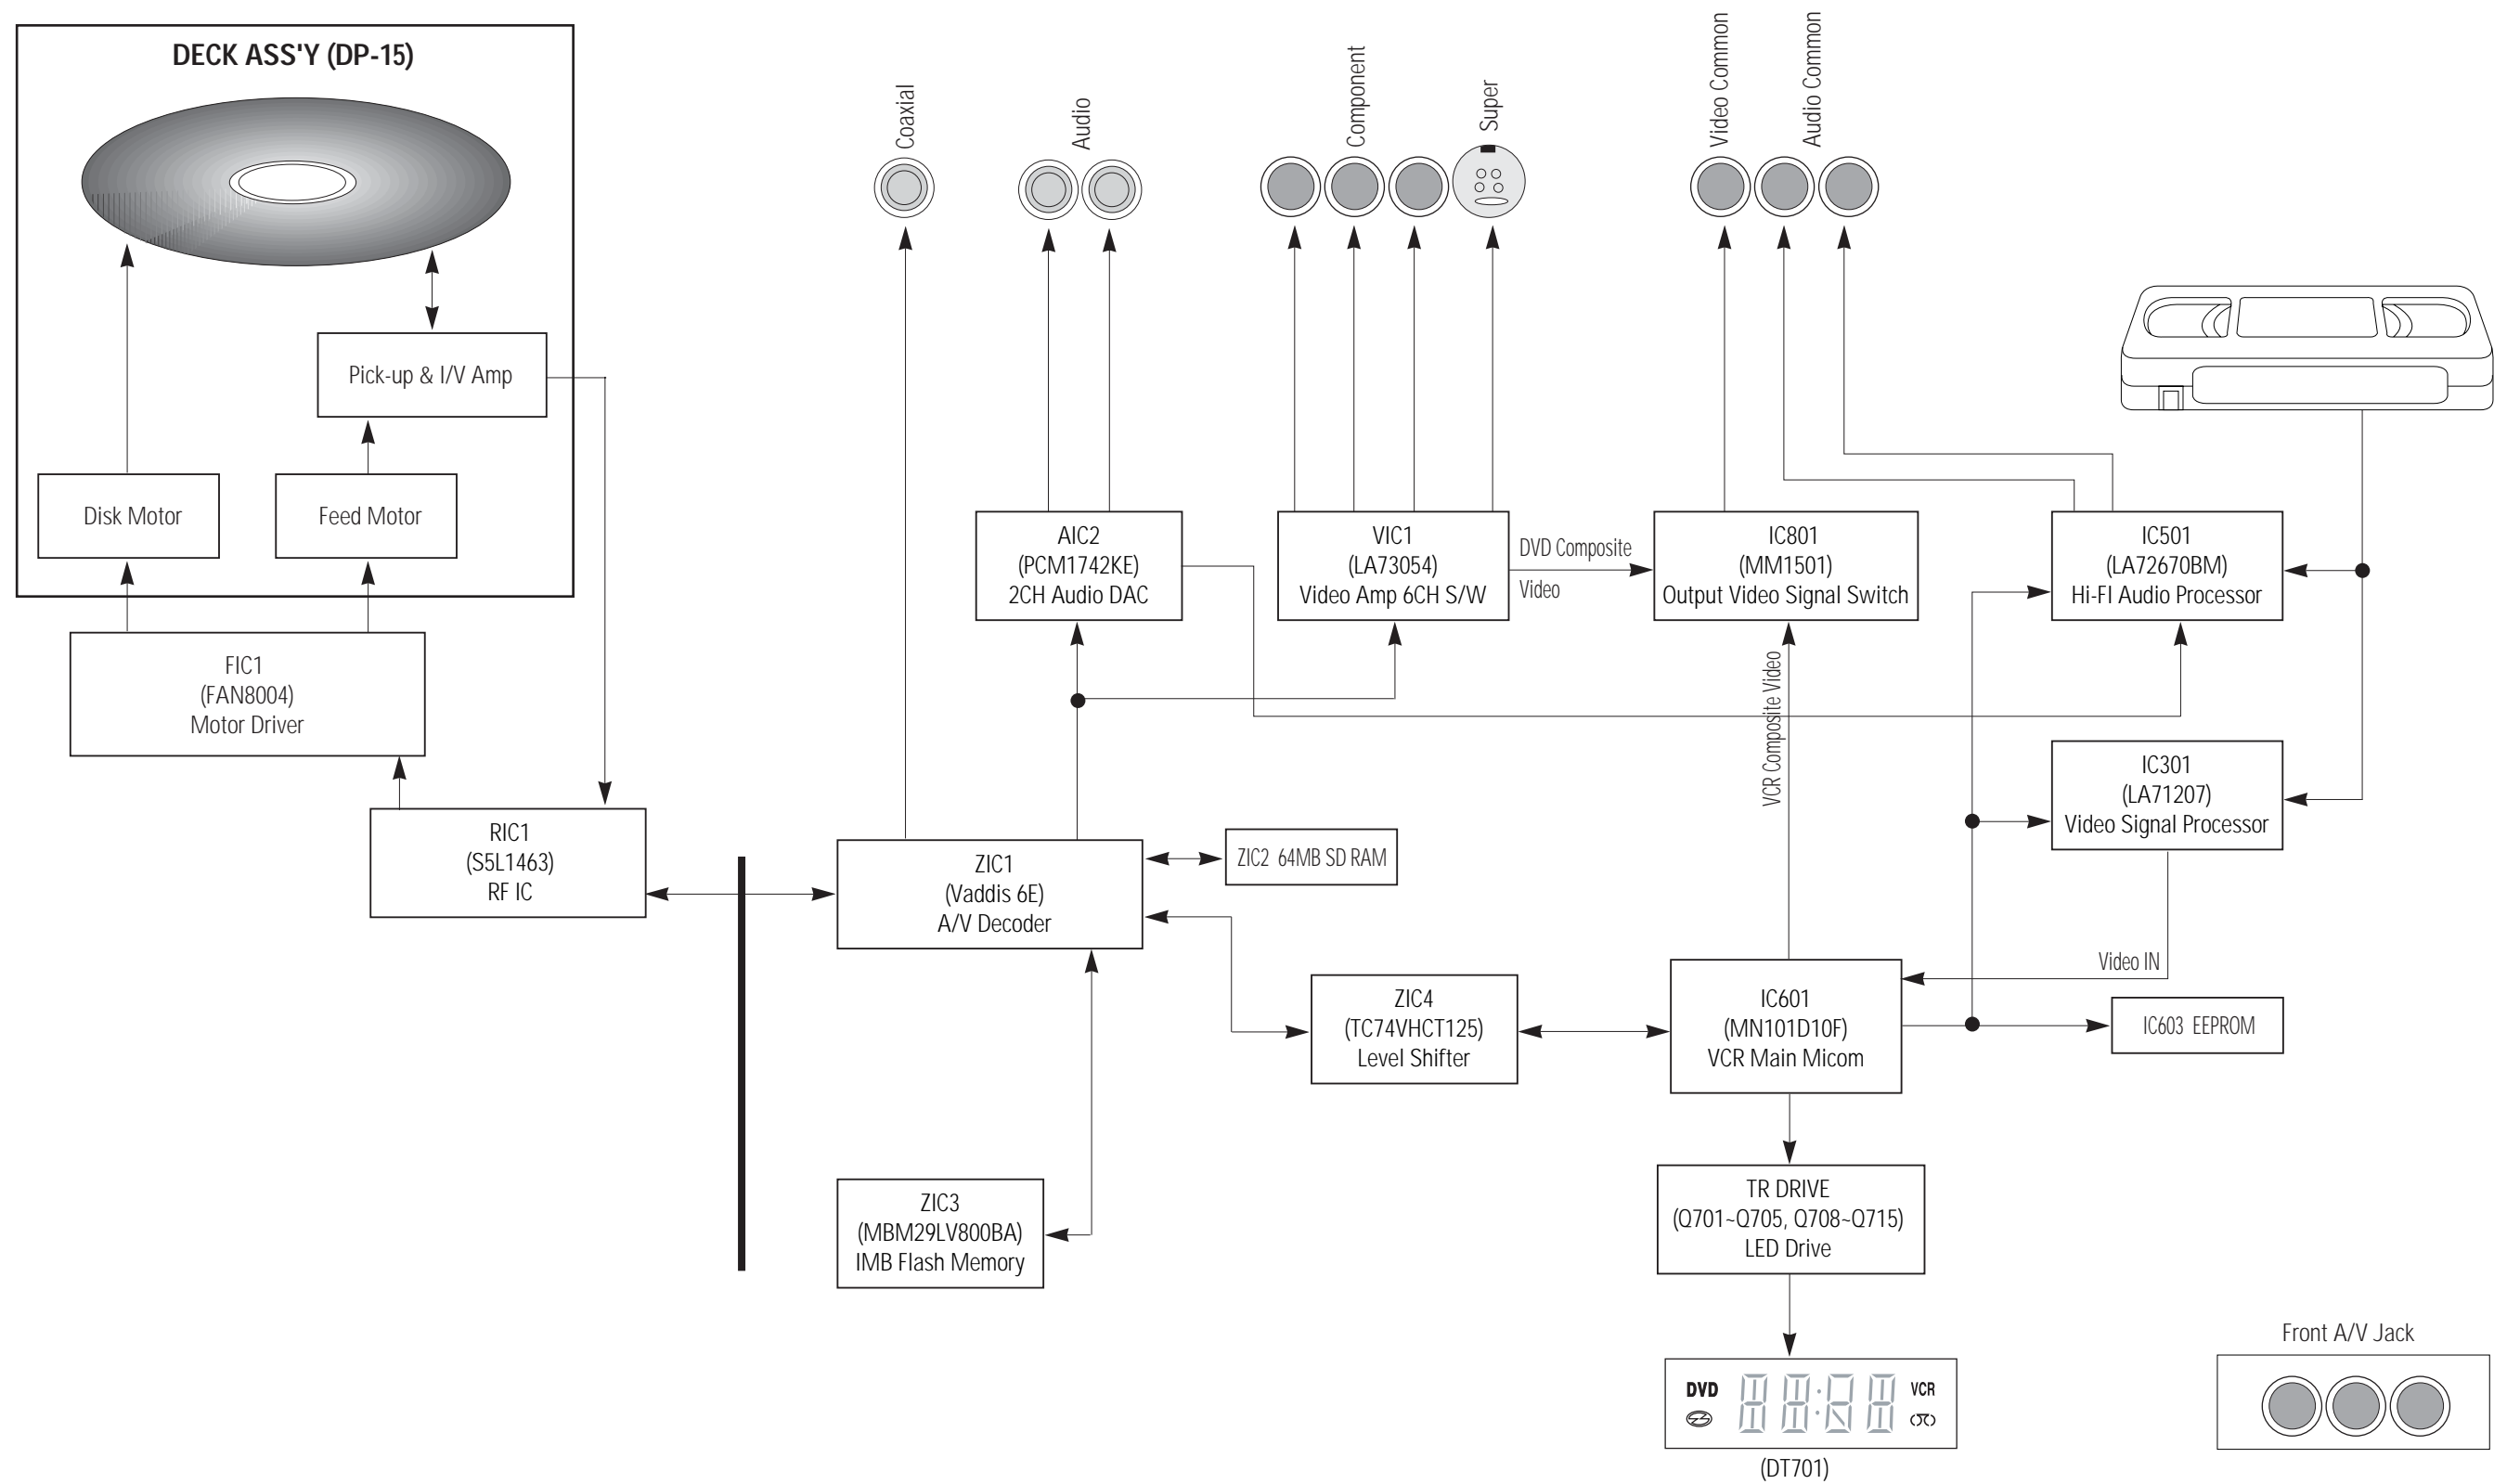 DECK ASS'Y (DP-15)
Coaxial
Audio
Component
Super
Video Common
Audio Common
Pick-up & I/V Amp
Disk Motor
Feed Motor
FIC1
(FAN8004)
Motor Driver
RIC1
(S5L1463)
RF IC
AIC2
(PCM1742KE)
2CH Audio DAC
VIC1
(LA73054)
Video Amp 6CH S/W
DVD Composite
Video
IC801
(MM1501)
Output Video Signal Switch
IC501
(LA72670BM)
Hi-FI Audio Processor
VCR Composite Video
IC301
(LA71207)
Video Signal Processor
ZIC1
(Vaddis 6E)
A/V Decoder
ZIC2 64MB SD RAM
Video IN
ZIC4
(TC74VHCT125)
Level Shifter
IC601
(MN101D10F)
VCR Main Micom
IC603 EEPROM
ZIC3
(MBM29LV800BA)
IMB Flash Memory
TR DRIVE
(Q701~Q705, Q708~Q715)
LED Drive
DVD
VCR
(DT701)
Front A/V Jack